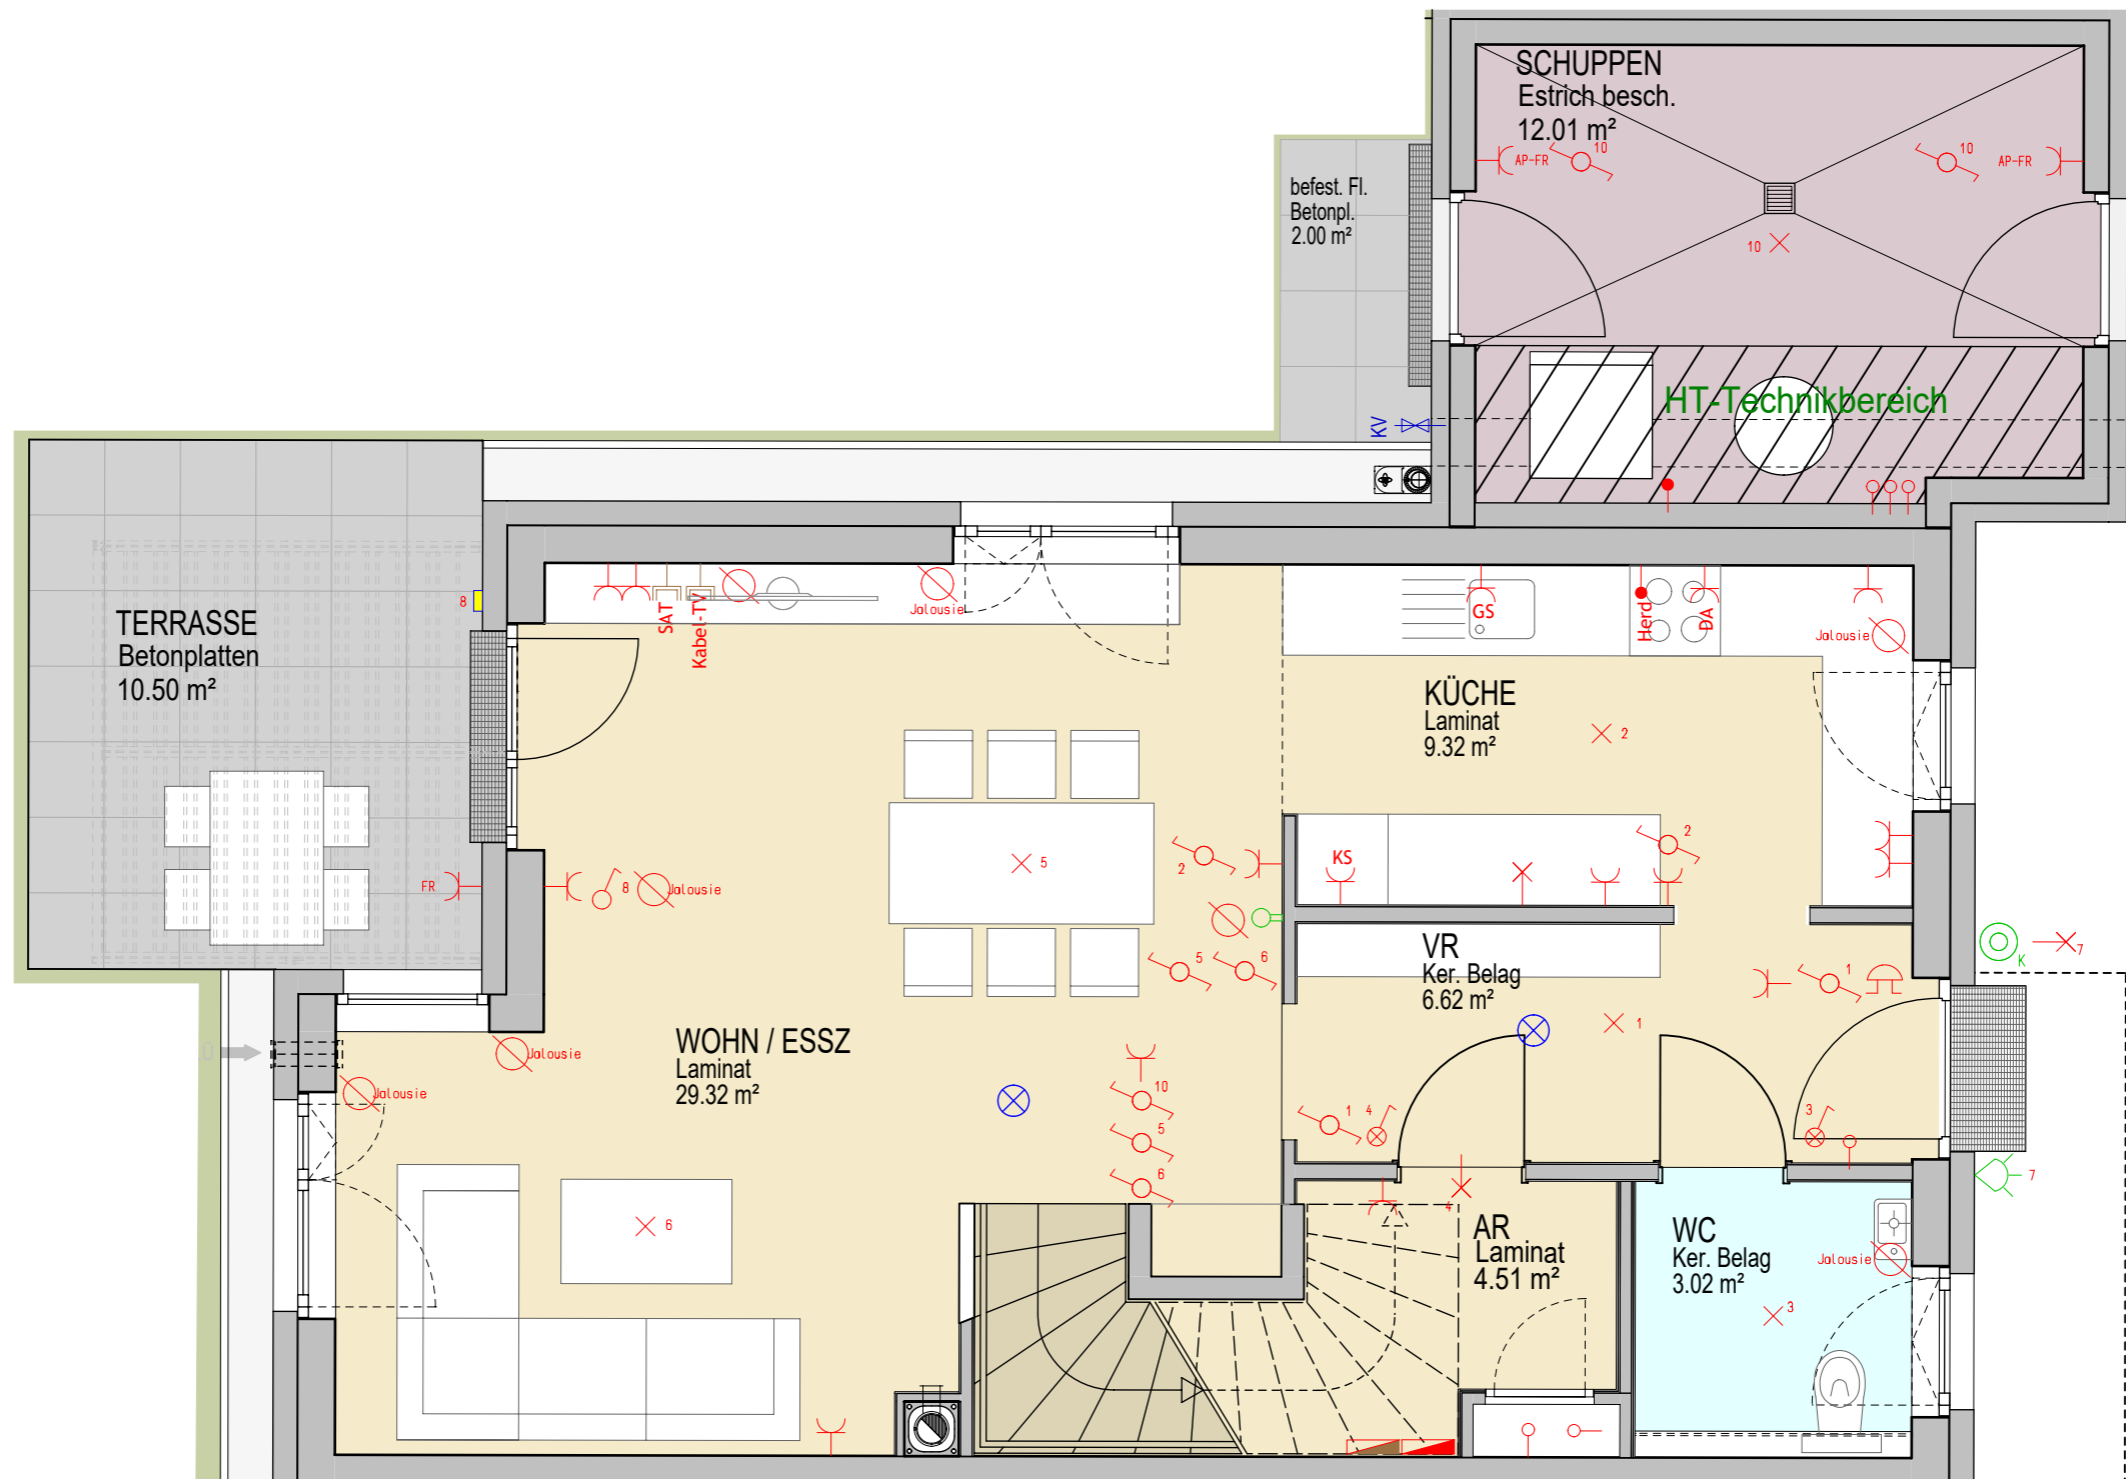 SCHUPPEN
Estrich besch.
12.01 m²
AP-FR
10
10
AP-FR
10
befest. Fl.
Betonpl.
2.00 m²
HT-Technikbereich
KV
TERRASSE
Betonplatten
10.50 m²
8
SAT
Kabel-TV
Jalousie
GS
Herd
DA
Jalousie
KÜCHE
Laminat
9.32 m²
2
5
2
KS
2
FR
8
Jalousie
5
6
VR
Ker. Belag
6.62 m²
1
1
K
7
WOHN / ESSZ
Laminat
29.32 m²
Jalousie
Jalousie
10
5
6
1
4
3
7
4
AR
Laminat
4.51 m²
WC
Ker. Belag
3.02 m²
Jalousie
3
6